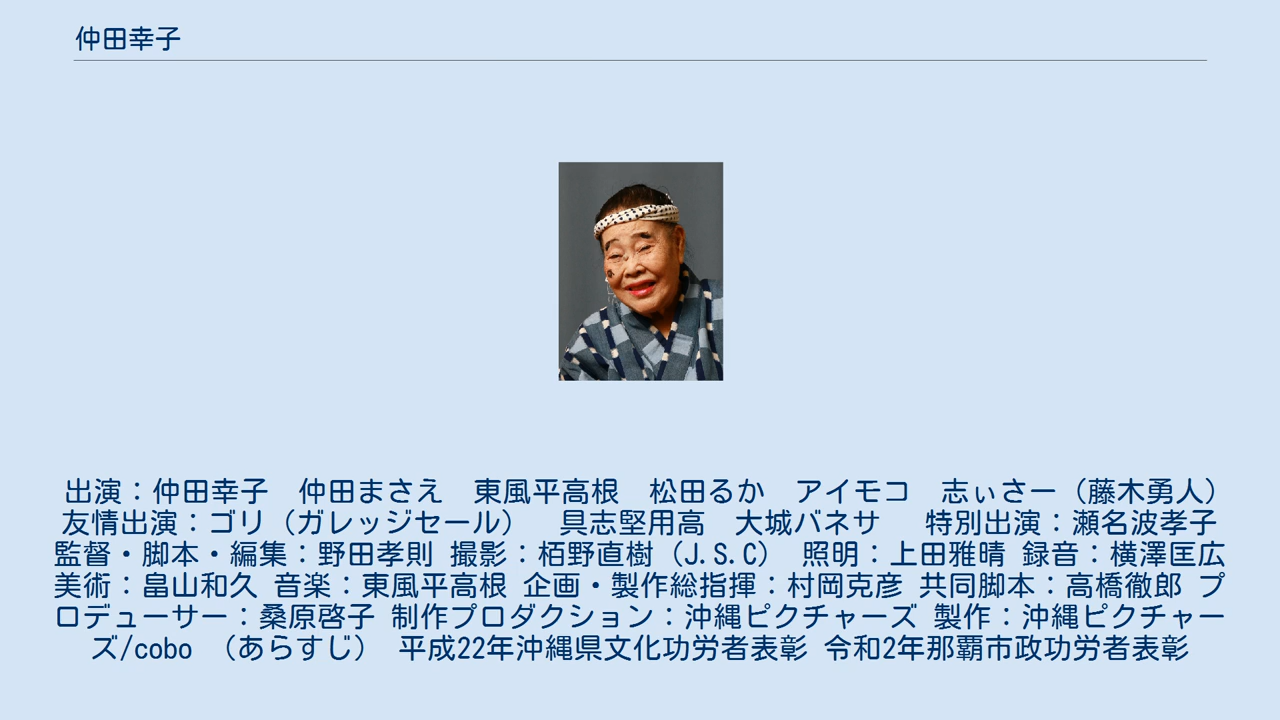 仲田幸子
出演：仲田幸子　仲田まさえ　東風平高根　松田るか　アイモコ　志ぃさー（藤木勇人）
友情出演：ゴリ（ガレッジセール）　具志堅用高　大城バネサ　特別出演：瀬名波孝子
監督・脚本・編集：野田孝則 撮影：栢野直樹（J.S.C） 照明：上田雅晴 録音：横澤匡広
美術：畠山和久 音楽：東風平高根 企画・製作総指揮：村岡克彦 共同脚本：高橋徹郎 プ
ロデューサー：桑原啓子 制作プロダクション：沖縄ピクチャーズ 製作：沖縄ピクチャー
ズ/cobo （あらすじ） 平成22年沖縄県文化功労者表彰 令和2年那覇市政功労者表彰